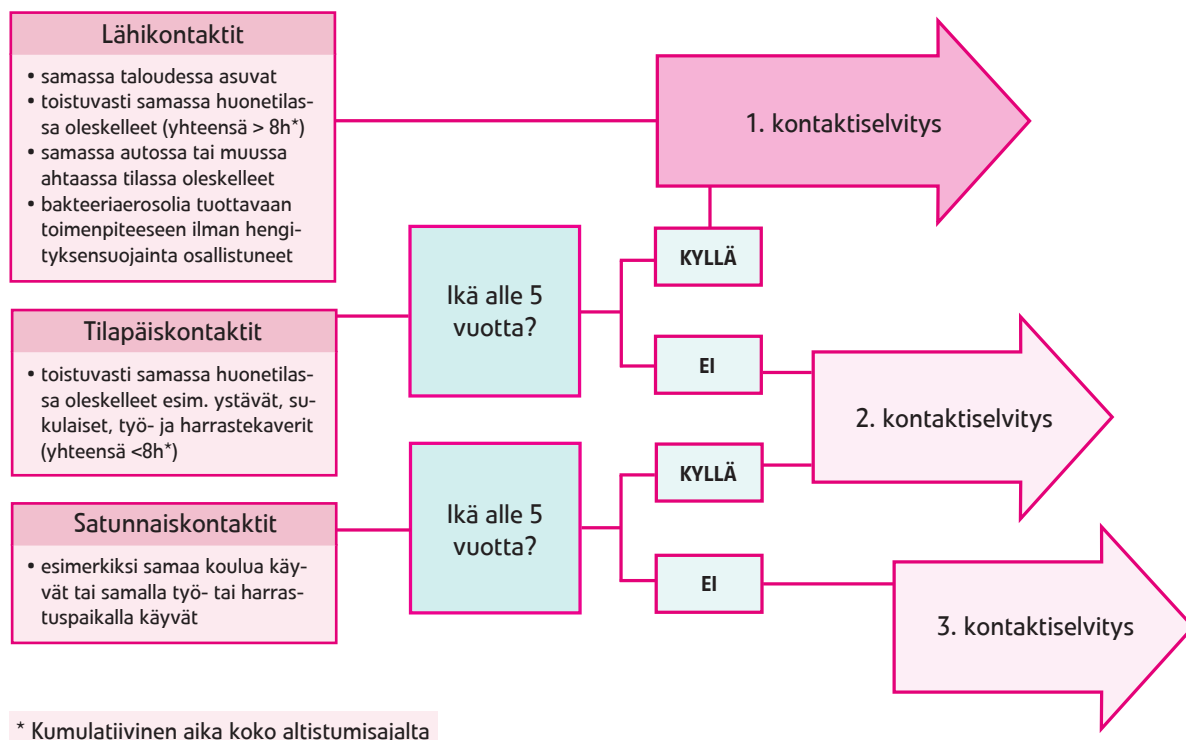 Lähikontaktit
• samassa taloudessa asuvat
• toistuvasti samassa huonetilas-
sa oleskelleet (yhteensä > 8h*)
• samassa autossa tai muussa
ahtaassa tilassa oleskelleet
• bakteeriaerosolia tuottavaan
toimenpiteeseen ilman hengi-
tyksensuojainta osallistuneet
1. kontaktiselvitys
Tilapäiskontaktit
• toistuvasti samassa huonetilas-
sa oleskelleet esim. ystävät, su-
kulaiset, työ- ja harrastekaverit
(yhteensä <8h*)
Ikä alle 5
vuotta?
KYLLÄ
EI
2. kontaktiselvitys
Satunnaiskontaktit
• esimerkiksi samaa koulua käy-
vät tai samalla työ- tai harras-
tuspaikalla käyvät
Ikä alle 5
vuotta?
KYLLÄ
EI
3. kontaktiselvitys
* Kumulatiivinen aika koko altistumisajalta